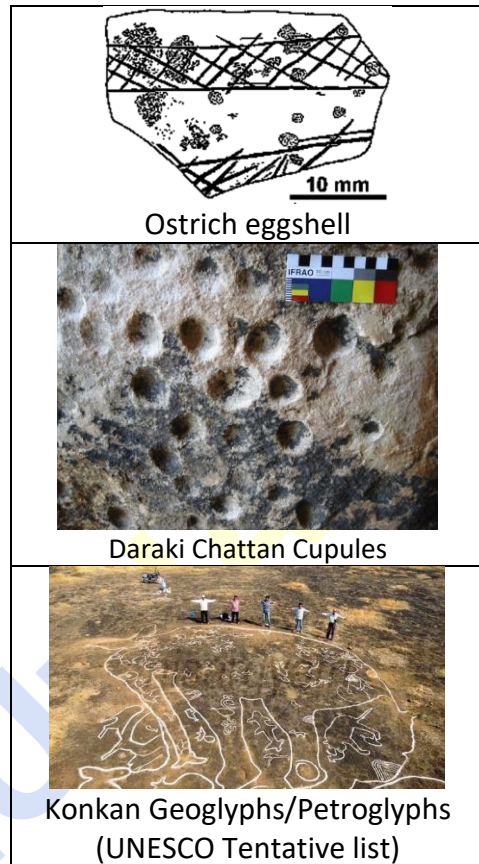 10 mm
Ostrich eggshell
IFRAO
Daraki Chattan Cupules
Konkan Geoglyphs/Petroglyphs
(UNESCO Tentative list)